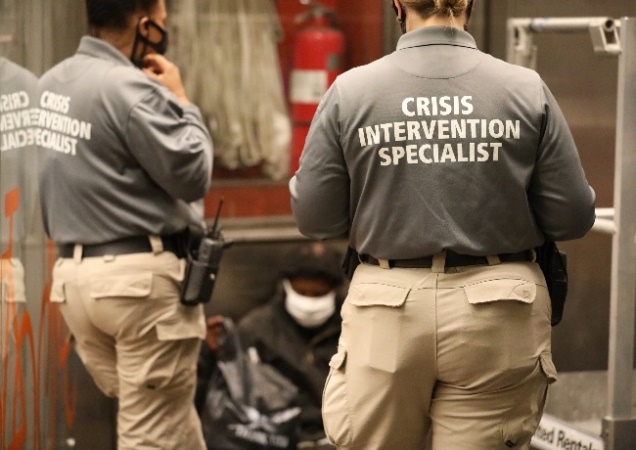 CRISIS
INTERVENTION
SPECIALIST
CRISIS
INTERVENTION
SPECIALIST